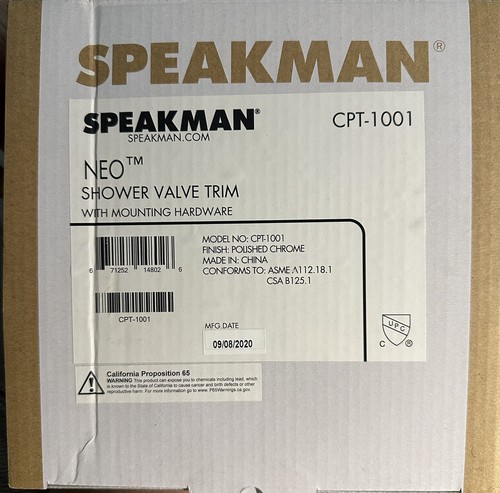 SPEAKMAN®
SPEAKMAN®
SPEAKMAN.COM
CPT-1001
NEO™
SHOWER VALVE TRIM
WITH MOUNTING HARDWARE
6 71252 14802 6
CPT-1001
MODEL NO: CPT-1001
FINISH: POLISHED CHROME
MADE IN: CHINA
CONFORMS TO: ASME A112.18.1
CSA B125.1
MFG.DATE
09/08/2020
UPC
C ®
California Proposition 65
WARNING This product can expose you to chemicals including lead, which
is known to the State of California to cause cancer and birth defects or other
reproductive harm. For more information go to www. P65Warnings.ca.gov.